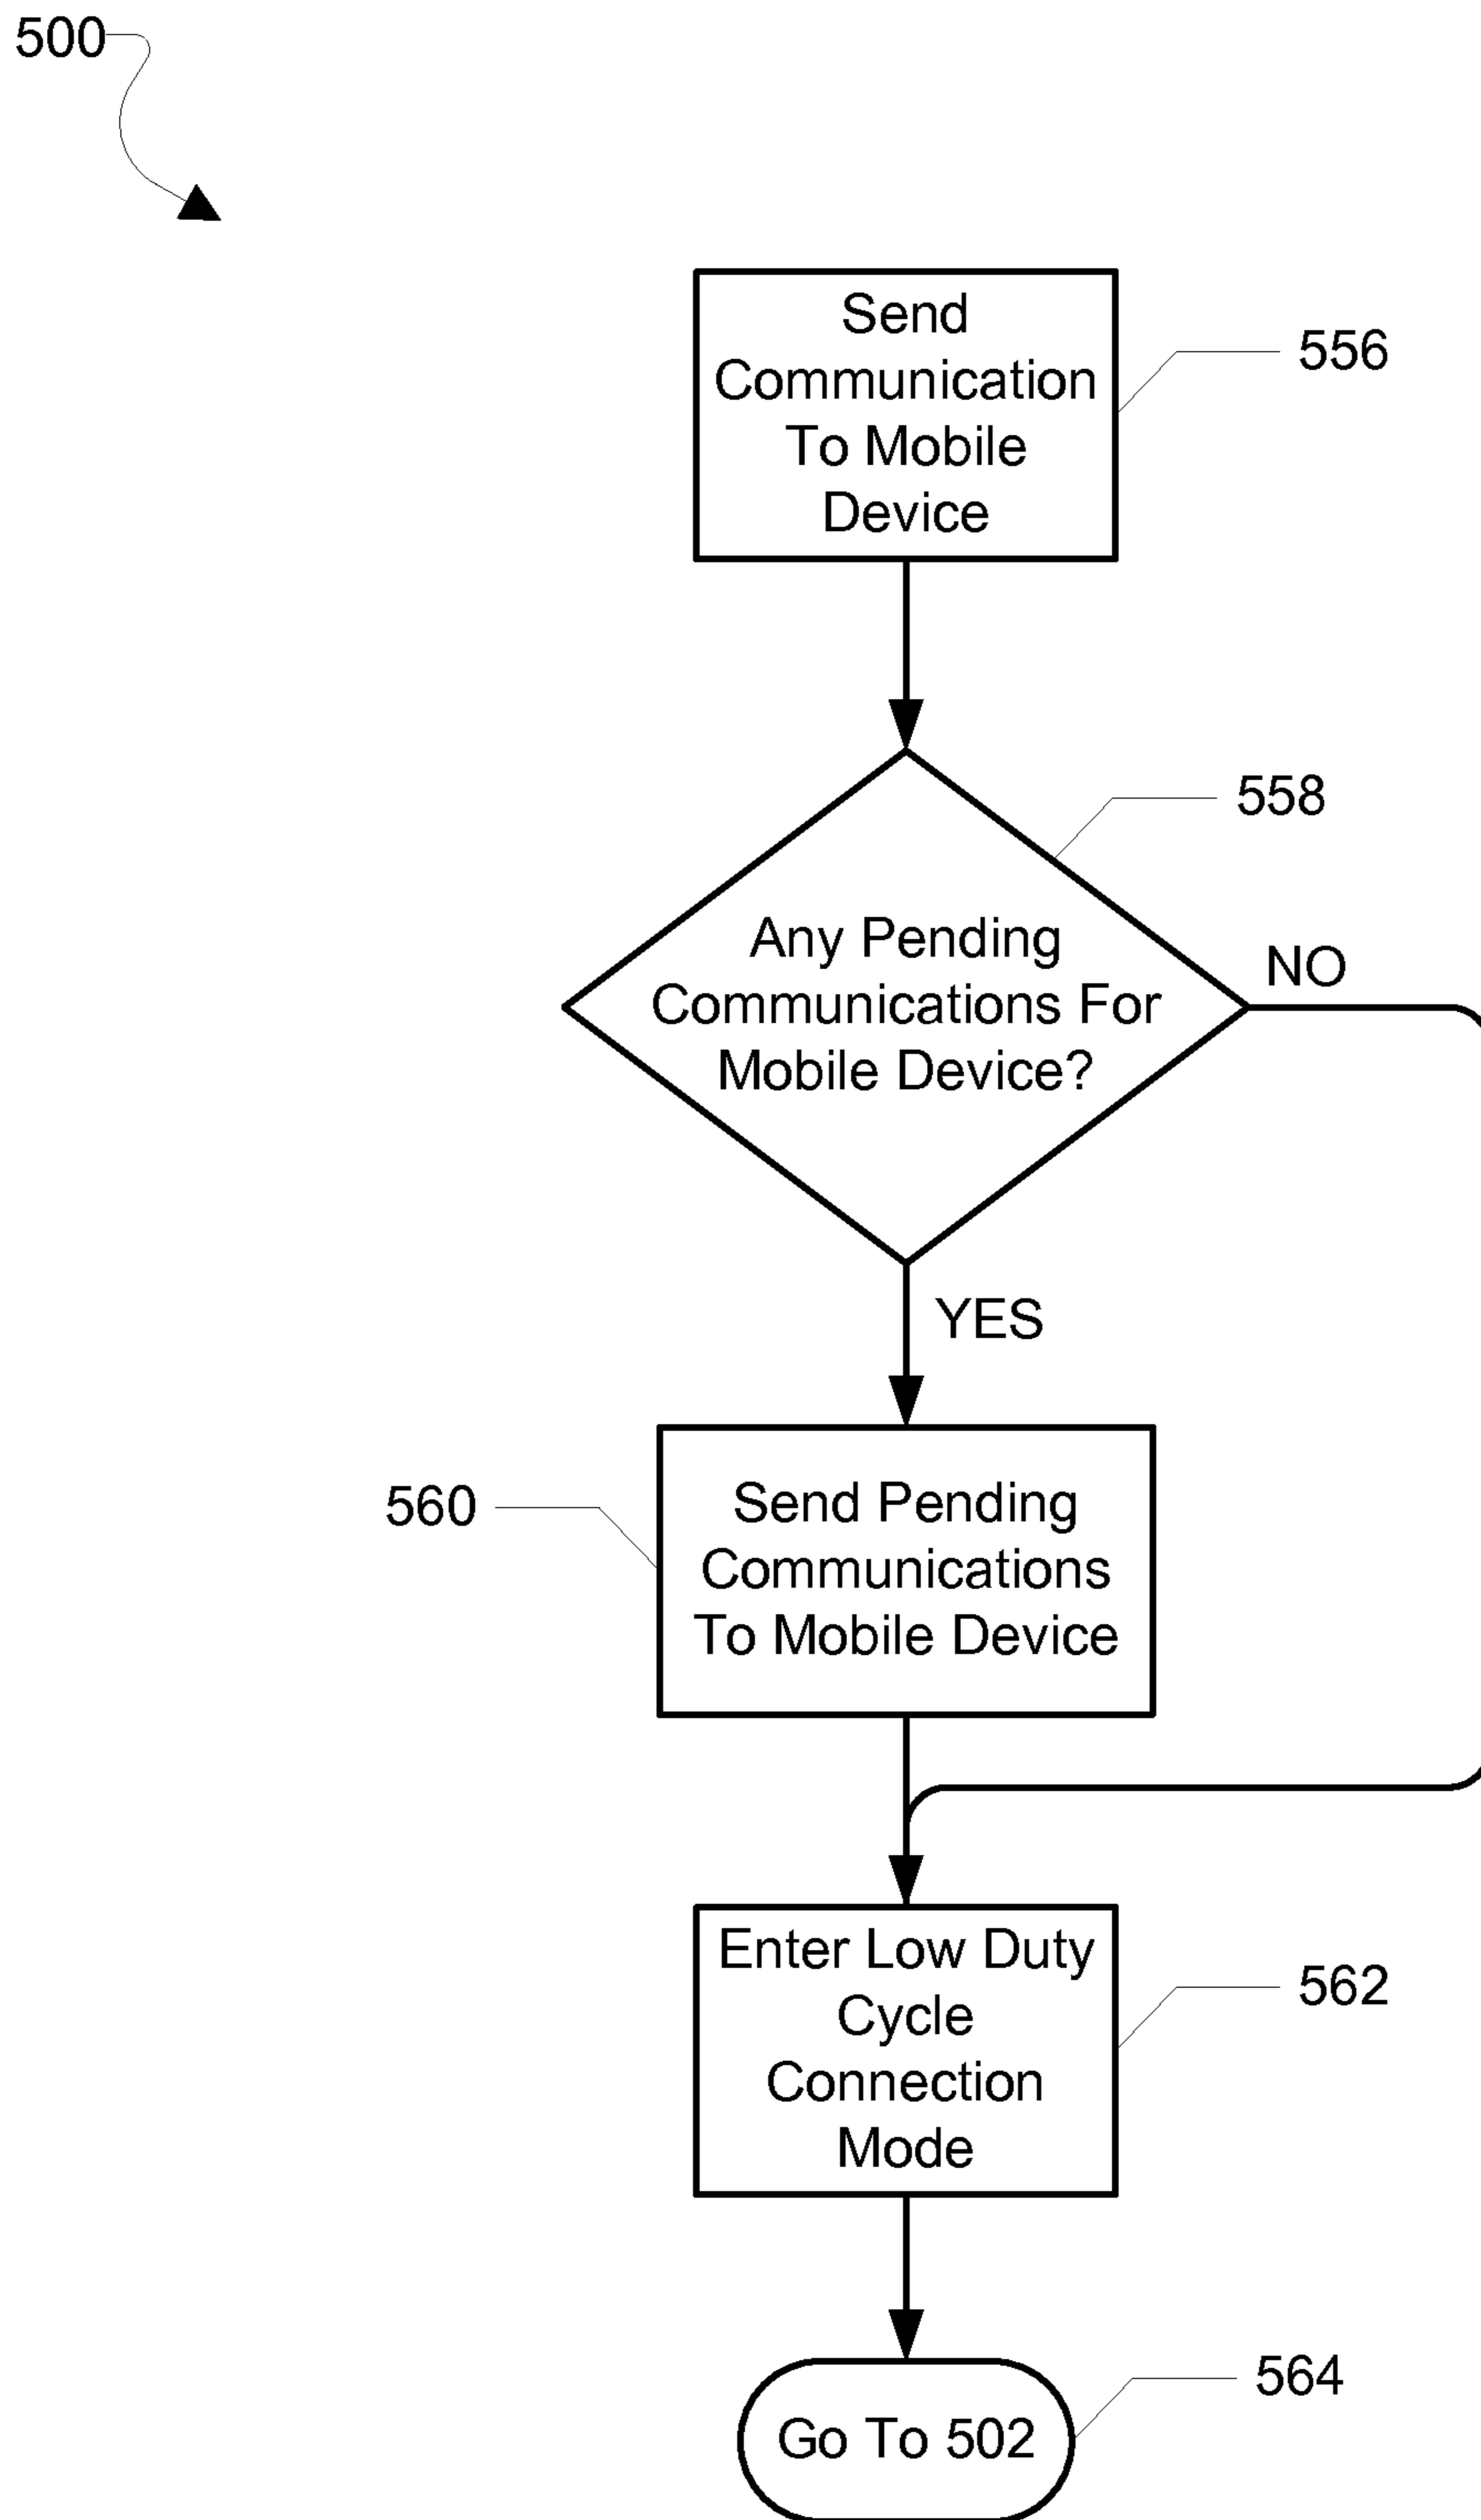 500
Send
Communication
To Mobile
Device
556
558
Any Pending
Communications For
Mobile Device?
NO
YES
560
Send Pending
Communications
To Mobile Device
Enter Low Duty
Cycle
Connection
Mode
562
564
Go To 502